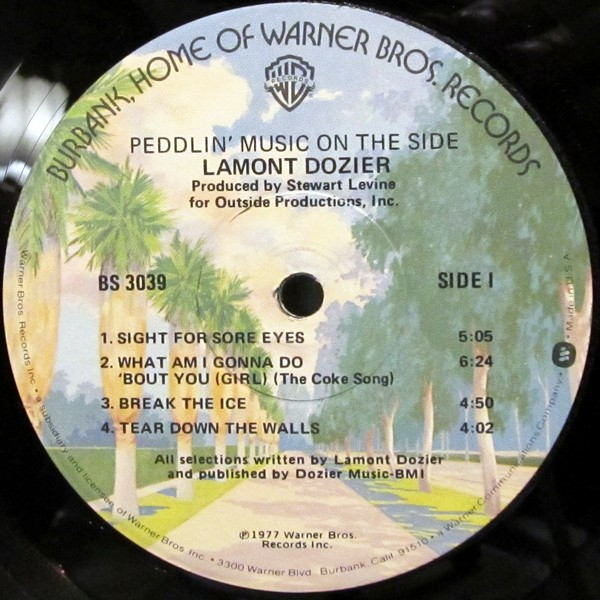 BURBANK, HOME OF WARNER BROS. RECORDS
RECORDS
PEDDLIN' MUSIC ON THE SIDE
LAMONT DOZIER
Produced by Stewart Levine
for Outside Productions, Inc.
BS 3039
SIDE I
1. SIGHT FOR SORE EYES 5:05
2. WHAT AM I GONNA DO 6:24
'BOUT YOU (GIRL) (The Coke Song)
3. BREAK THE ICE 4:50
4. TEAR DOWN THE WALLS 4:02
All selections written by Lamont Dozier
and published by Dozier Music-BMI
℗1977 Warner Bros.
Records Inc.
Warner Bros. Records Inc. • a subsidiary and licensee of Warner Bros. Inc. • 3300 Warner Blvd. Burbank, Calif. 91510 • a Warner Communications Company • Made in U.S.A.